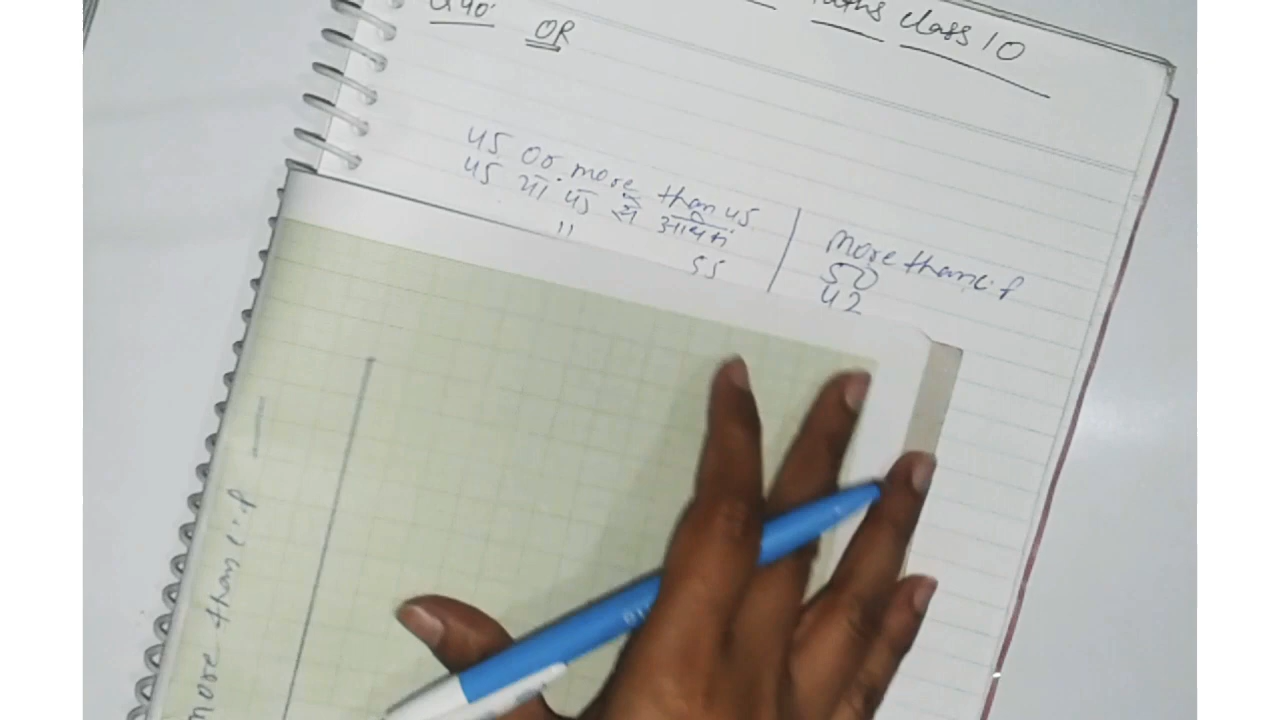 Maths class 10
Q 40.
OR
45 Or more than 45
45 या 45 से अधिक
" 55
More than c.f
50
42
More than c.f